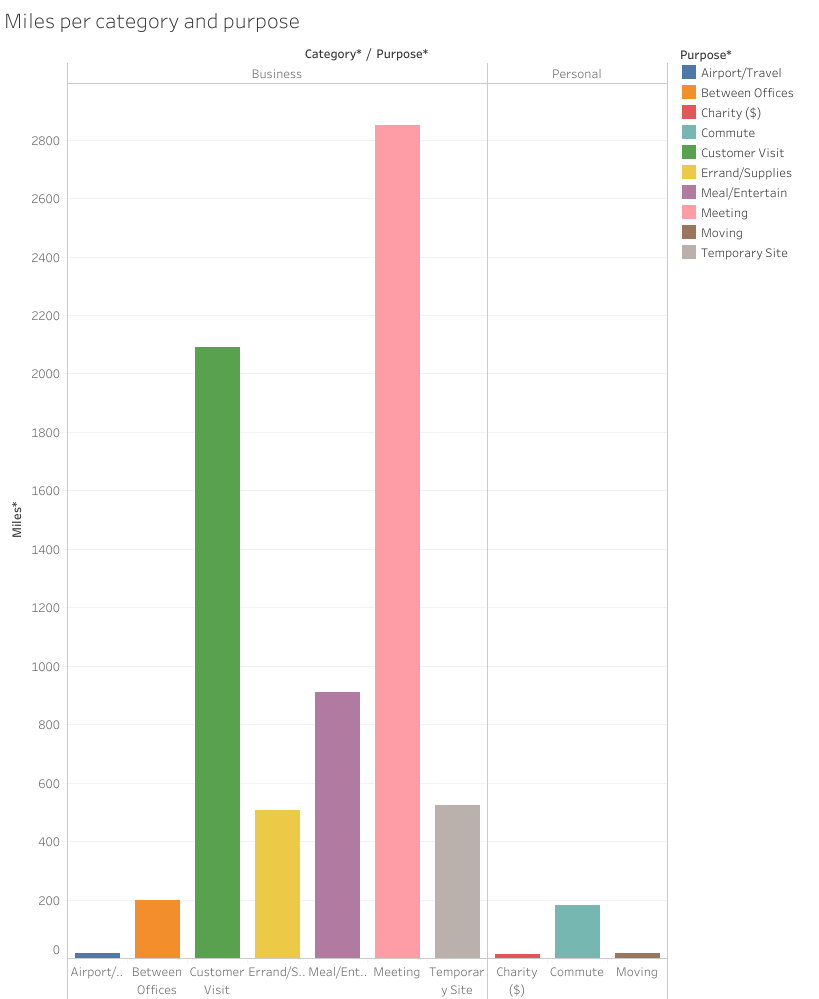 Miles per category and purpose
Category* / Purpose*
Business
Personal
Miles*
2800
2600
2400
2200
2000
1800
1600
1400
1200
1000
800
600
400
200
0
Airport/..
Between
Offices
Customer
Visit
Errand/S..
Meal/Ent..
Meeting
Temporar
y Site
Charity
($)
Commute
Moving
Purpose*
Airport/Travel
Between Offices
Charity ($)
Commute
Customer Visit
Errand/Supplies
Meal/Entertain
Meeting
Moving
Temporary Site